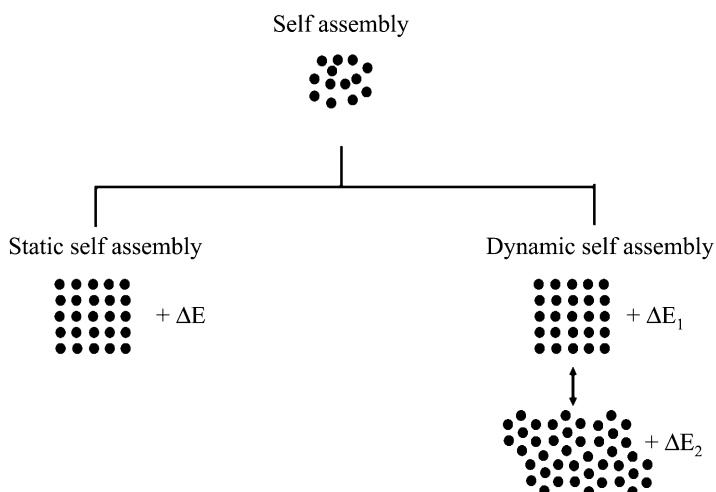 Self assembly
Static self assembly
Dynamic self assembly
+ ΔE
+ ΔE₁
+ ΔE₂